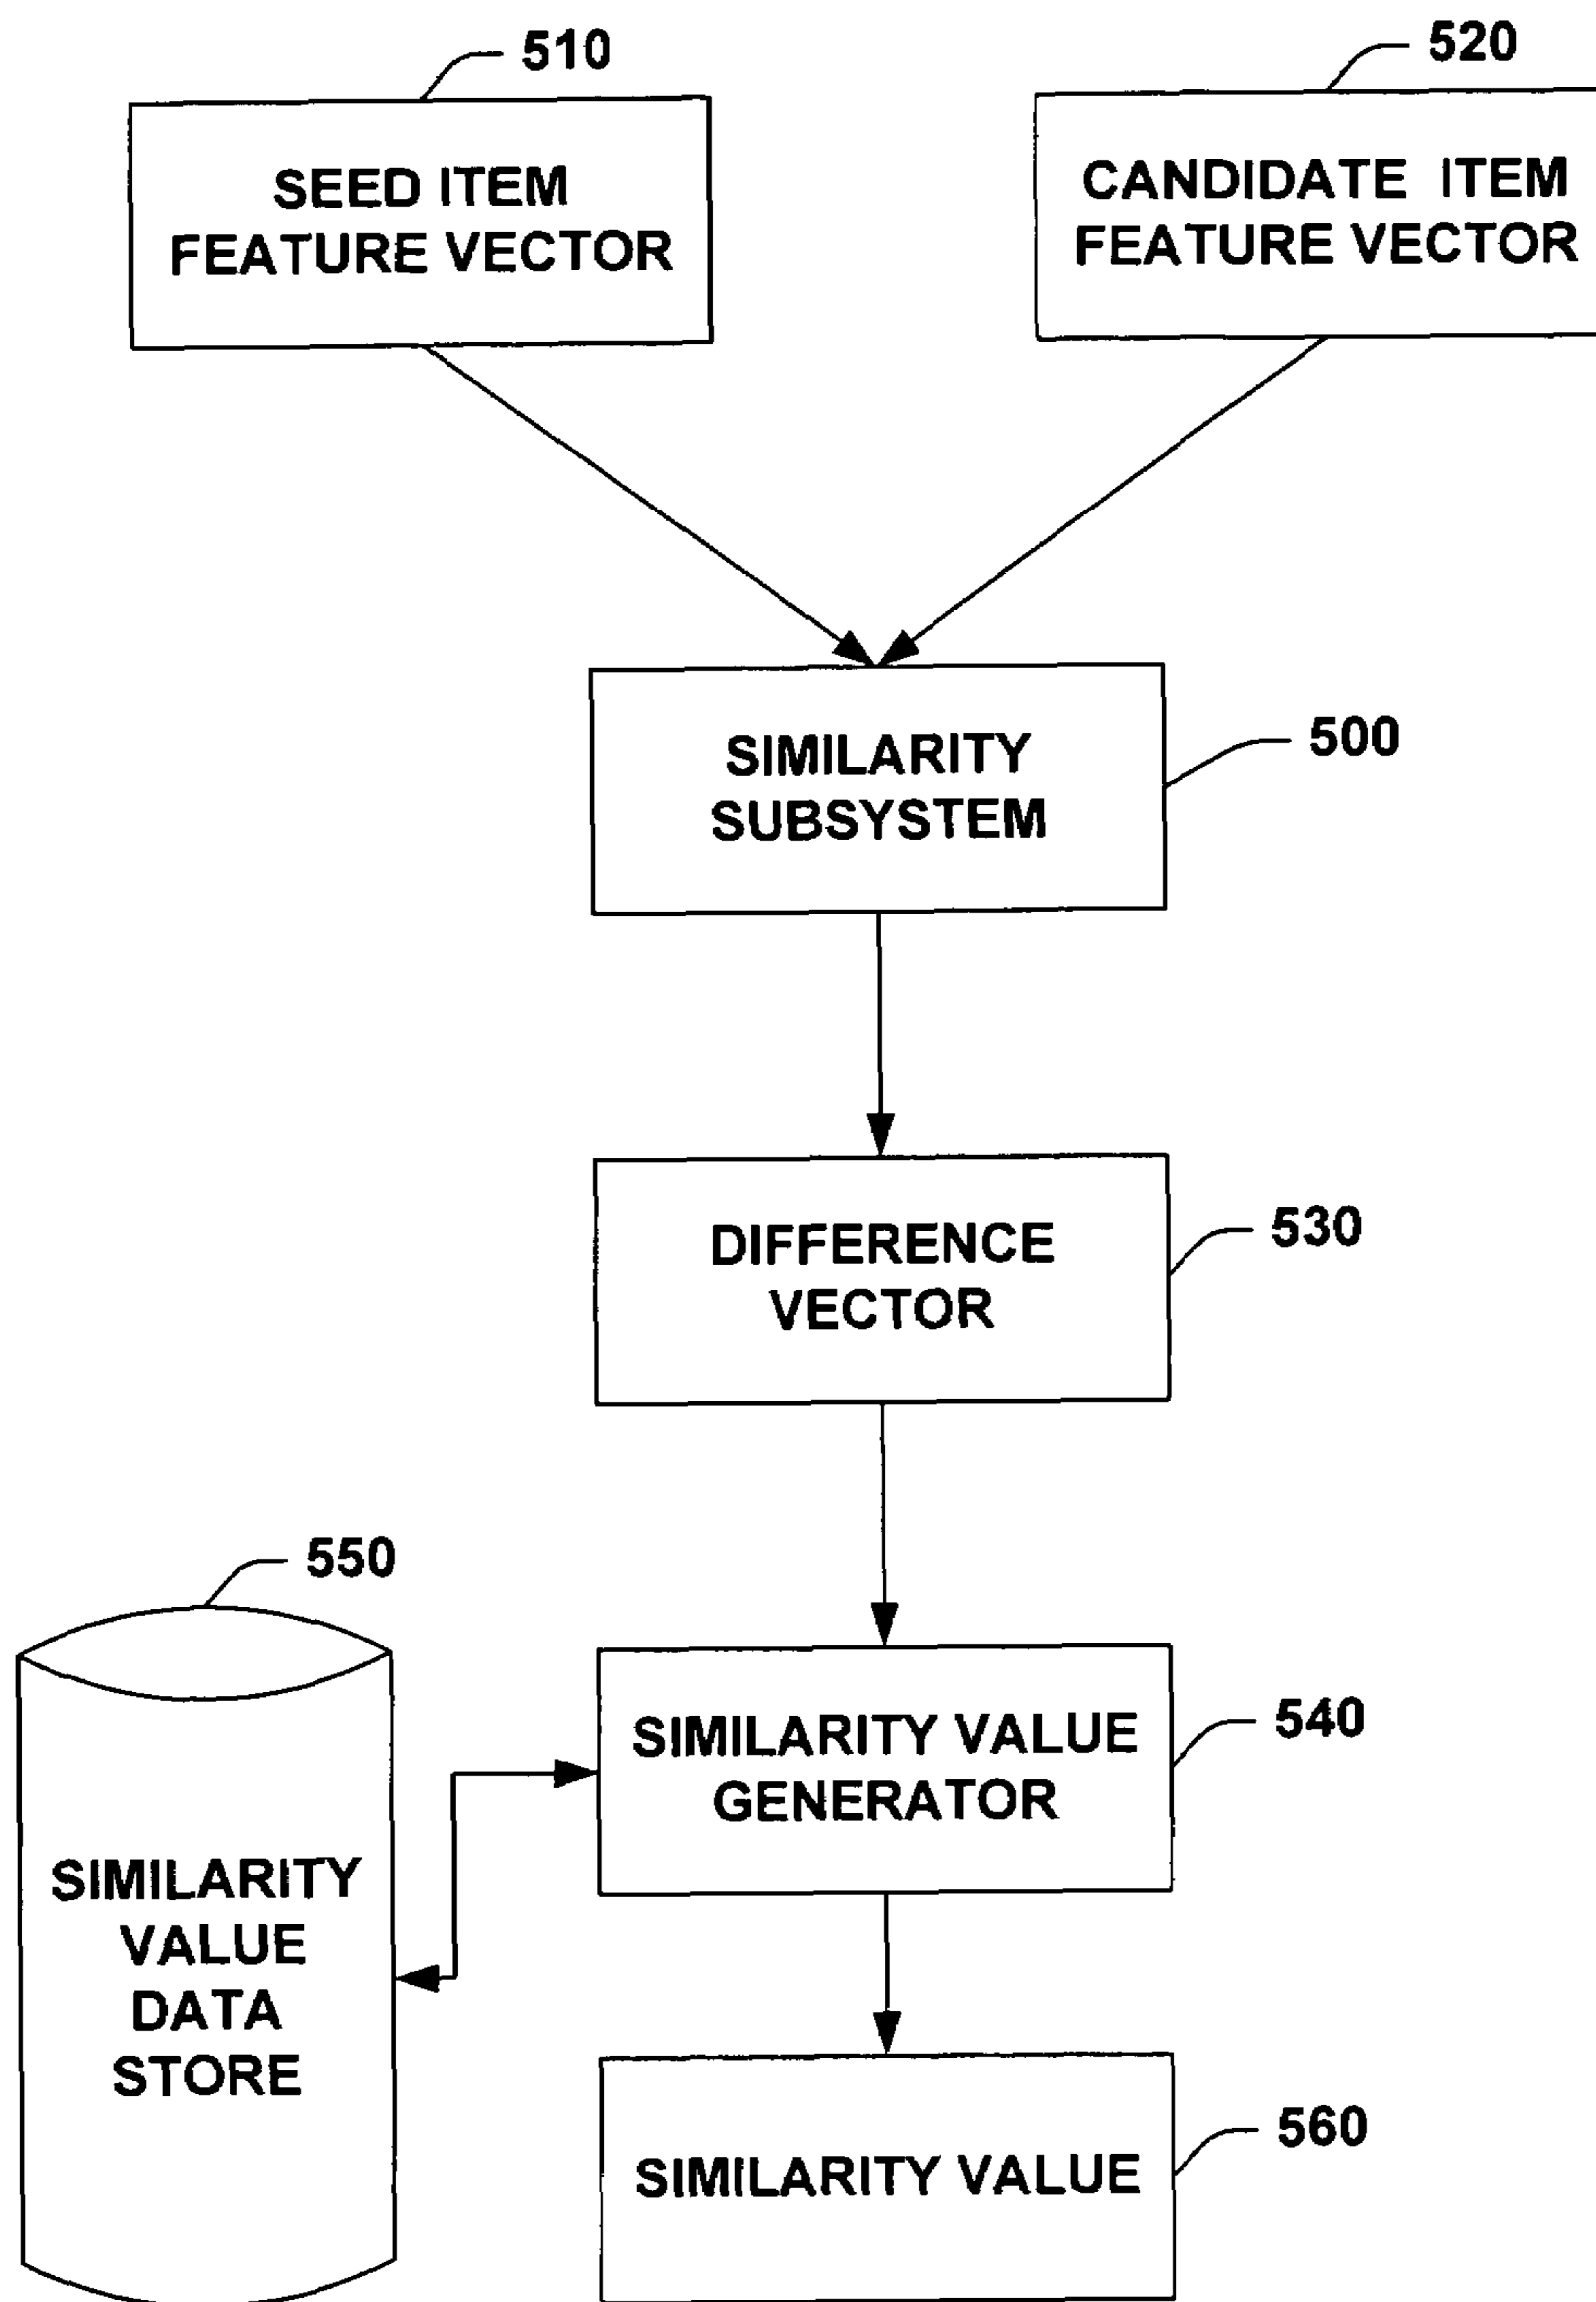 510
520
SEED ITEM
FEATURE VECTOR
CANDIDATE ITEM
FEATURE VECTOR
SIMILARITY
SUBSYSTEM
500
DIFFERENCE
VECTOR
530
550
SIMILARITY VALUE
GENERATOR
540
SIMILARITY
VALUE
DATA
STORE
SIMILARITY VALUE
560